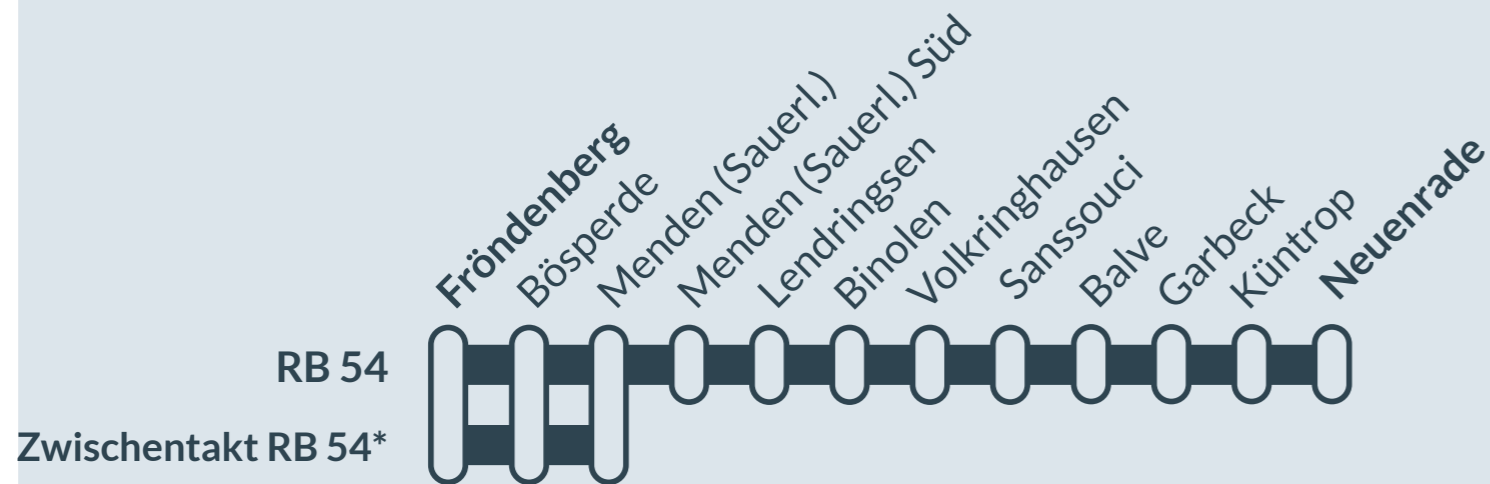 Fröndenberg
Bösperde
Menden (Sauerl.)
Menden (Sauerl.) Süd
Lendringsen
Binolen
Volkringhausen
Sanssouci
Balve
Garbeck
Küntrop
Neuenrade
RB 54
Zwischentakt RB 54*